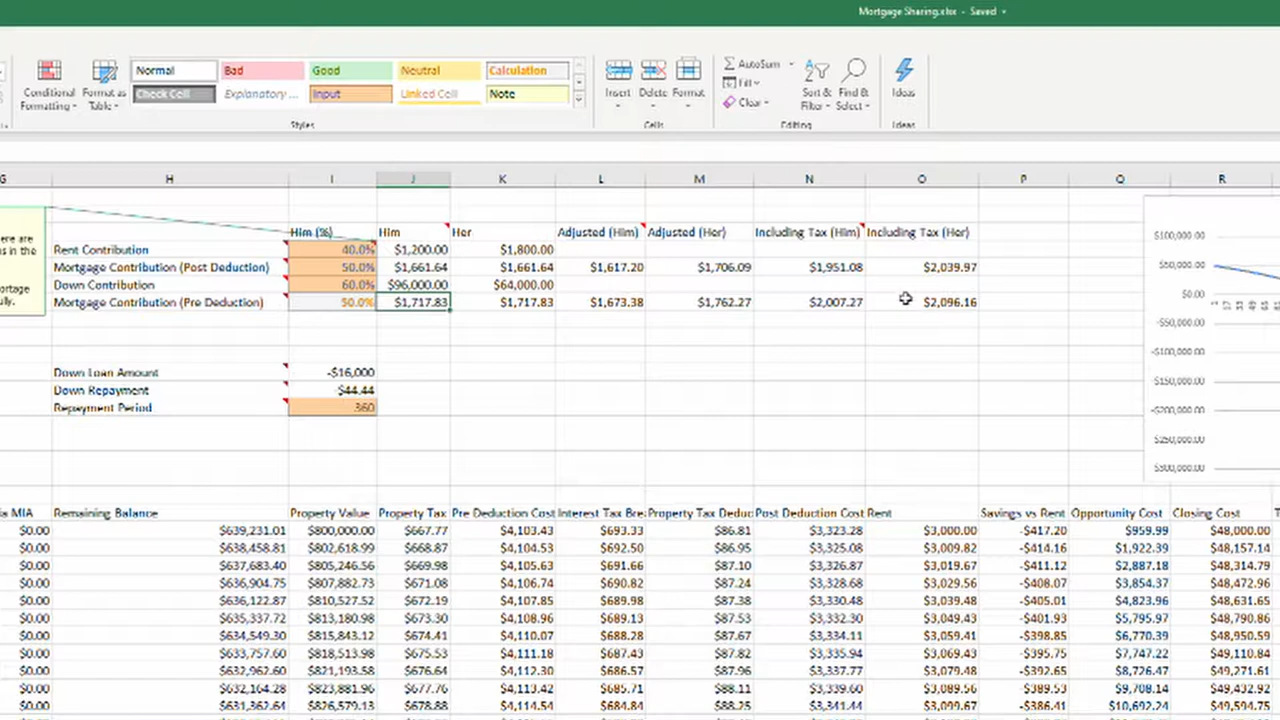 Mortgage Sharing.xlsx - Saved
Conditional Formatting
Format as Table
Normal Bad Good Neutral Calculation
Check Cell Explanatory ... Input Linked Cell Note
Styles
Insert Delete Format
Cells
AutoSum
Fill
Clear
Sort & Filter
Find & Select
Editing
Ideas
Ideas
G H I J K L M N O P Q R
ere are
s in the
ortgage
Him (%) Him Her Adjusted (Him) Adjusted (Her) Including Tax (Him) Including Tax (Her)
Rent Contribution 40.0% $1,200.00 $1,800.00
Mortgage Contribution (Post Deduction) 50.0% $1,661.64 $1,661.64 $1,617.20 $1,706.09 $1,951.08 $2,039.97
Down Contribution 60.0% $96,000.00 $64,000.00
Mortgage Contribution (Pre Deduction) 50.0% $1,717.83 $1,717.83 $1,673.38 $1,762.27 $2,007.27 $2,096.16
Down Loan Amount -$16,000
Down Repayment -$44.44
Repayment Period 360
$100,000.00
$50,000.00
$0.00
-$50,000.00
-$100,000.00
-$150,000.00
-$200,000.00
$250,000.00
$300,000.00
ia MIA Remaining Balance Property Value Property Tax Pre Deduction Cost Interest Tax Brea Property Tax Deduc Post Deduction Cost Rent Savings vs Rent Opportunity Cost Closing Cost
$0.00 $639,231.01 $800,000.00 $667.77 $4,103.43 $693.33 $86.81 $3,323.28 $3,000.00 -$417.20 $959.99 $48,000.00
$0.00 $638,458.81 $802,618.99 $668.87 $4,104.53 $692.50 $86.95 $3,325.08 $3,009.82 -$414.16 $1,922.39 $48,157.14
$0.00 $637,683.40 $805,246.56 $669.98 $4,105.63 $691.66 $87.10 $3,326.87 $3,019.67 -$411.12 $2,887.18 $48,314.79
$0.00 $636,904.75 $807,882.73 $671.08 $4,106.74 $690.82 $87.24 $3,328.68 $3,029.56 -$408.07 $3,854.37 $48,472.96
$0.00 $636,122.87 $810,527.52 $672.19 $4,107.85 $689.98 $87.38 $3,330.48 $3,039.48 -$405.01 $4,823.96 $48,631.65
$0.00 $635,337.72 $813,180.98 $673.30 $4,108.96 $689.13 $87.53 $3,332.30 $3,049.43 -$401.93 $5,795.97 $48,790.86
$0.00 $634,549.30 $815,843.12 $674.41 $4,110.07 $688.28 $87.67 $3,334.11 $3,059.41 -$398.85 $6,770.39 $48,950.59
$0.00 $633,757.60 $818,513.98 $675.53 $4,111.18 $687.43 $87.82 $3,335.94 $3,069.43 -$395.75 $7,747.22 $49,110.84
$0.00 $632,962.60 $821,193.58 $676.64 $4,112.30 $686.57 $87.96 $3,337.77 $3,079.48 -$392.65 $8,726.47 $49,271.61
$0.00 $632,164.28 $823,881.96 $677.76 $4,113.42 $685.71 $88.11 $3,339.60 $3,089.56 -$389.53 $9,708.14 $49,432.92
$0.00 $631,362.64 $826,579.13 $678.88 $4,114.54 $684.84 $88.25 $3,341.44 $3,099.67 -$386.41 $10,692.24 $49,594.75